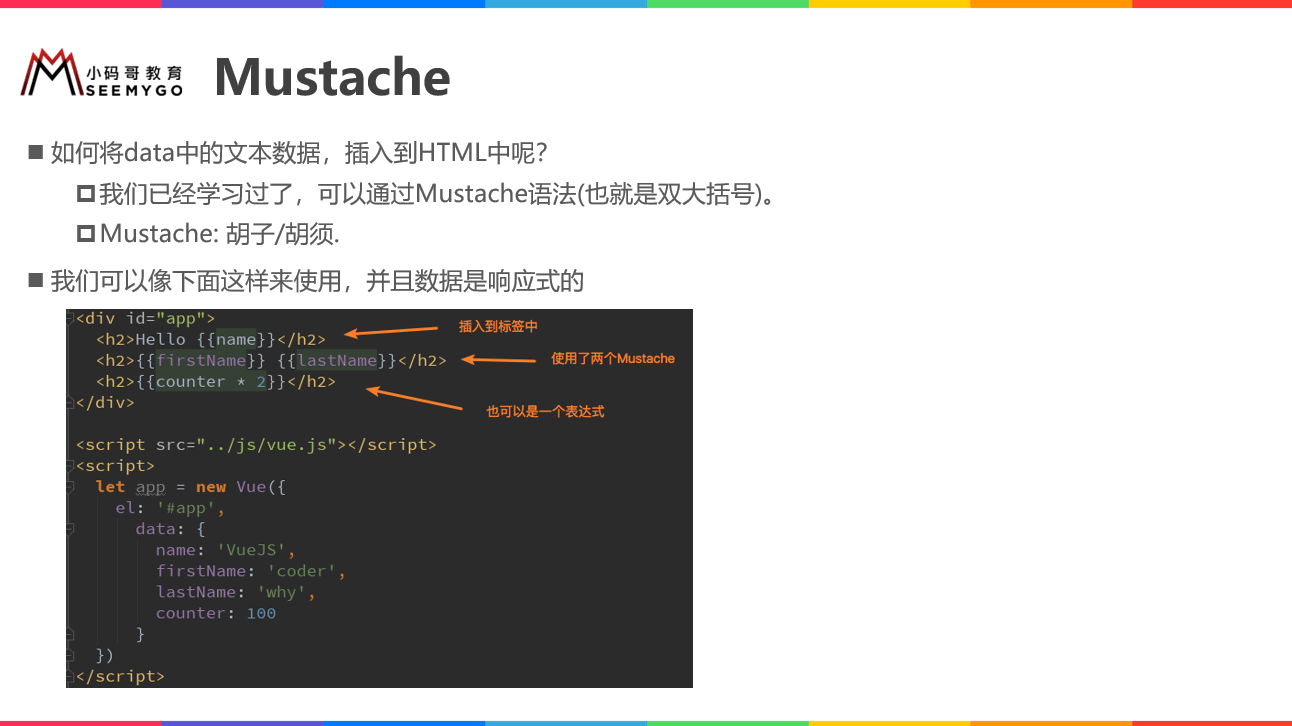 小码哥教育
SEEMYGO
Mustache
如何将data中的文本数据，插入到HTML中呢？
我们已经学习过了，可以通过Mustache语法(也就是双大括号)。
Mustache: 胡子/胡须.
我们可以像下面这样来使用，并且数据是响应式的
<div id="app">
<h2>Hello {{name}}</h2>
插入到标签中
<h2>{{firstName}} {{lastName}}</h2>
使用了两个Mustache
<h2>{{counter * 2}}</h2>
也可以是一个表达式
</div>
<script src="../js/vue.js"></script>
<script>
let app = new Vue({
el: '#app',
data: {
name: 'VueJS',
firstName: 'coder',
lastName: 'why',
counter: 100
}
})
</script>